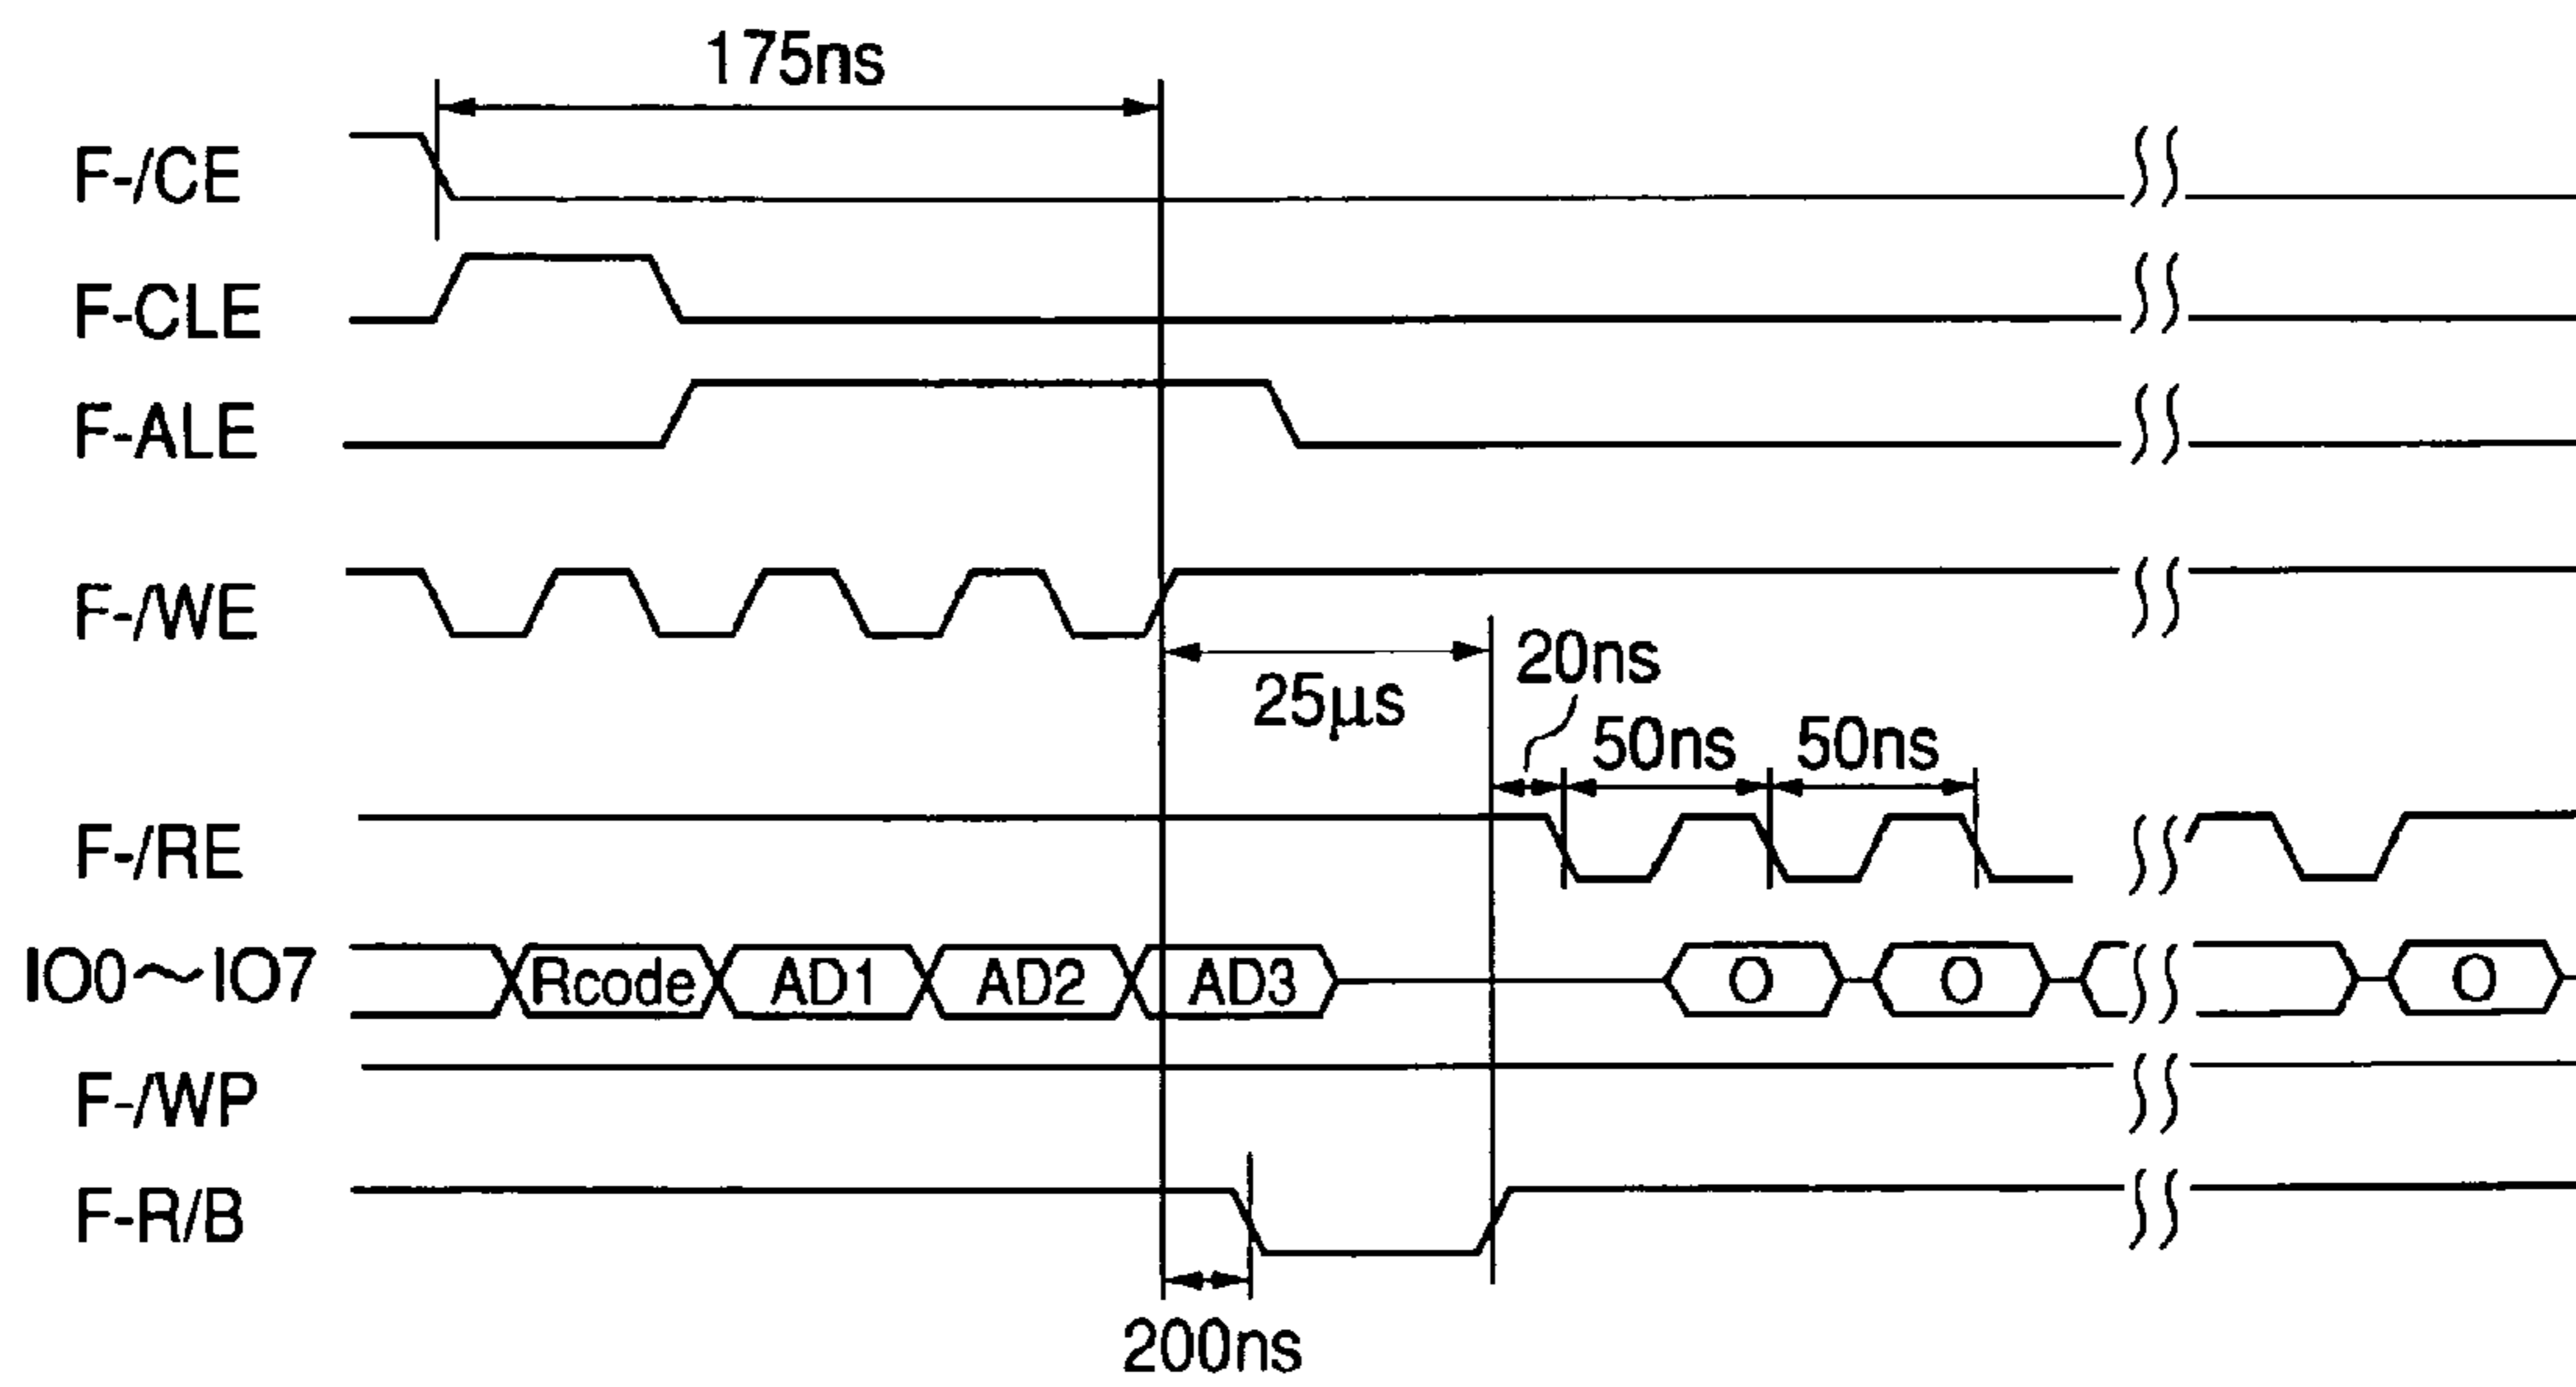 175ns
F-/CE
F-CLE
F-ALE
F-/WE
20ns
25μs
50ns 50ns
F-/RE
IO0～IO7 Rcode AD1 AD2 AD3 O O O
F-/WP
F-R/B
200ns